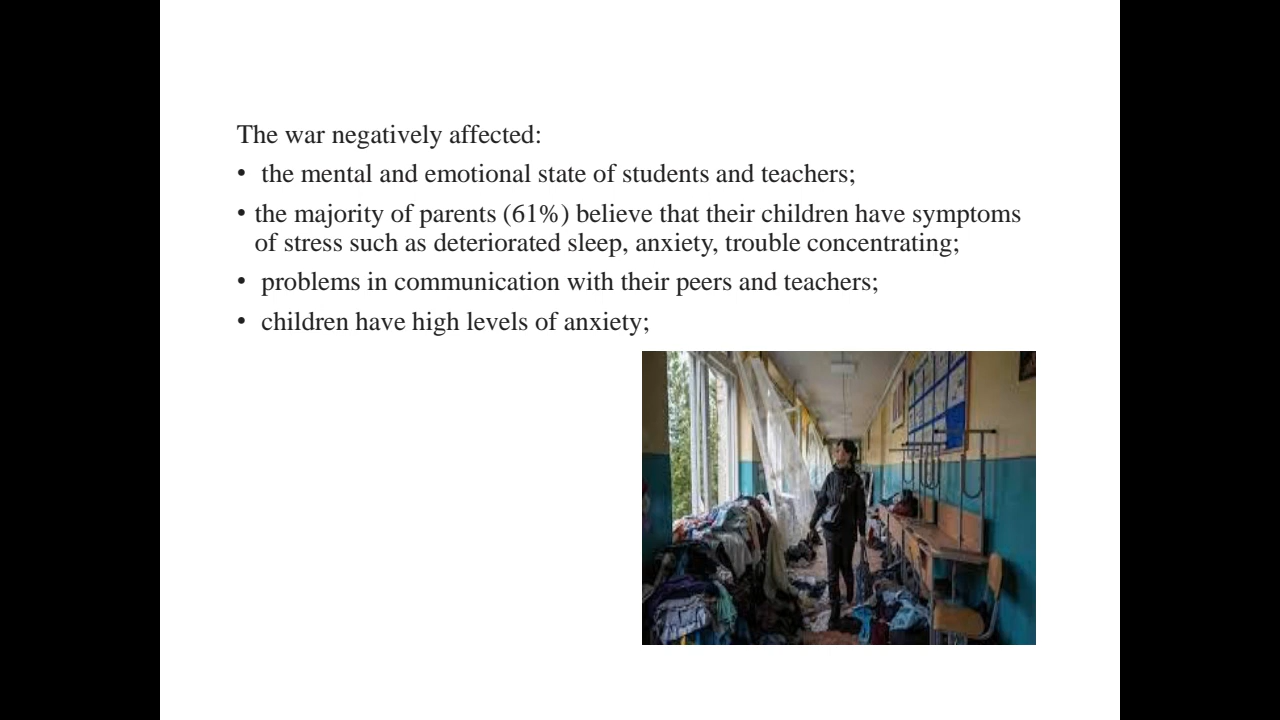 The war negatively affected:
• the mental and emotional state of students and teachers;
• the majority of parents (61%) believe that their children have symptoms
of stress such as deteriorated sleep, anxiety, trouble concentrating;
• problems in communication with their peers and teachers;
• children have high levels of anxiety;